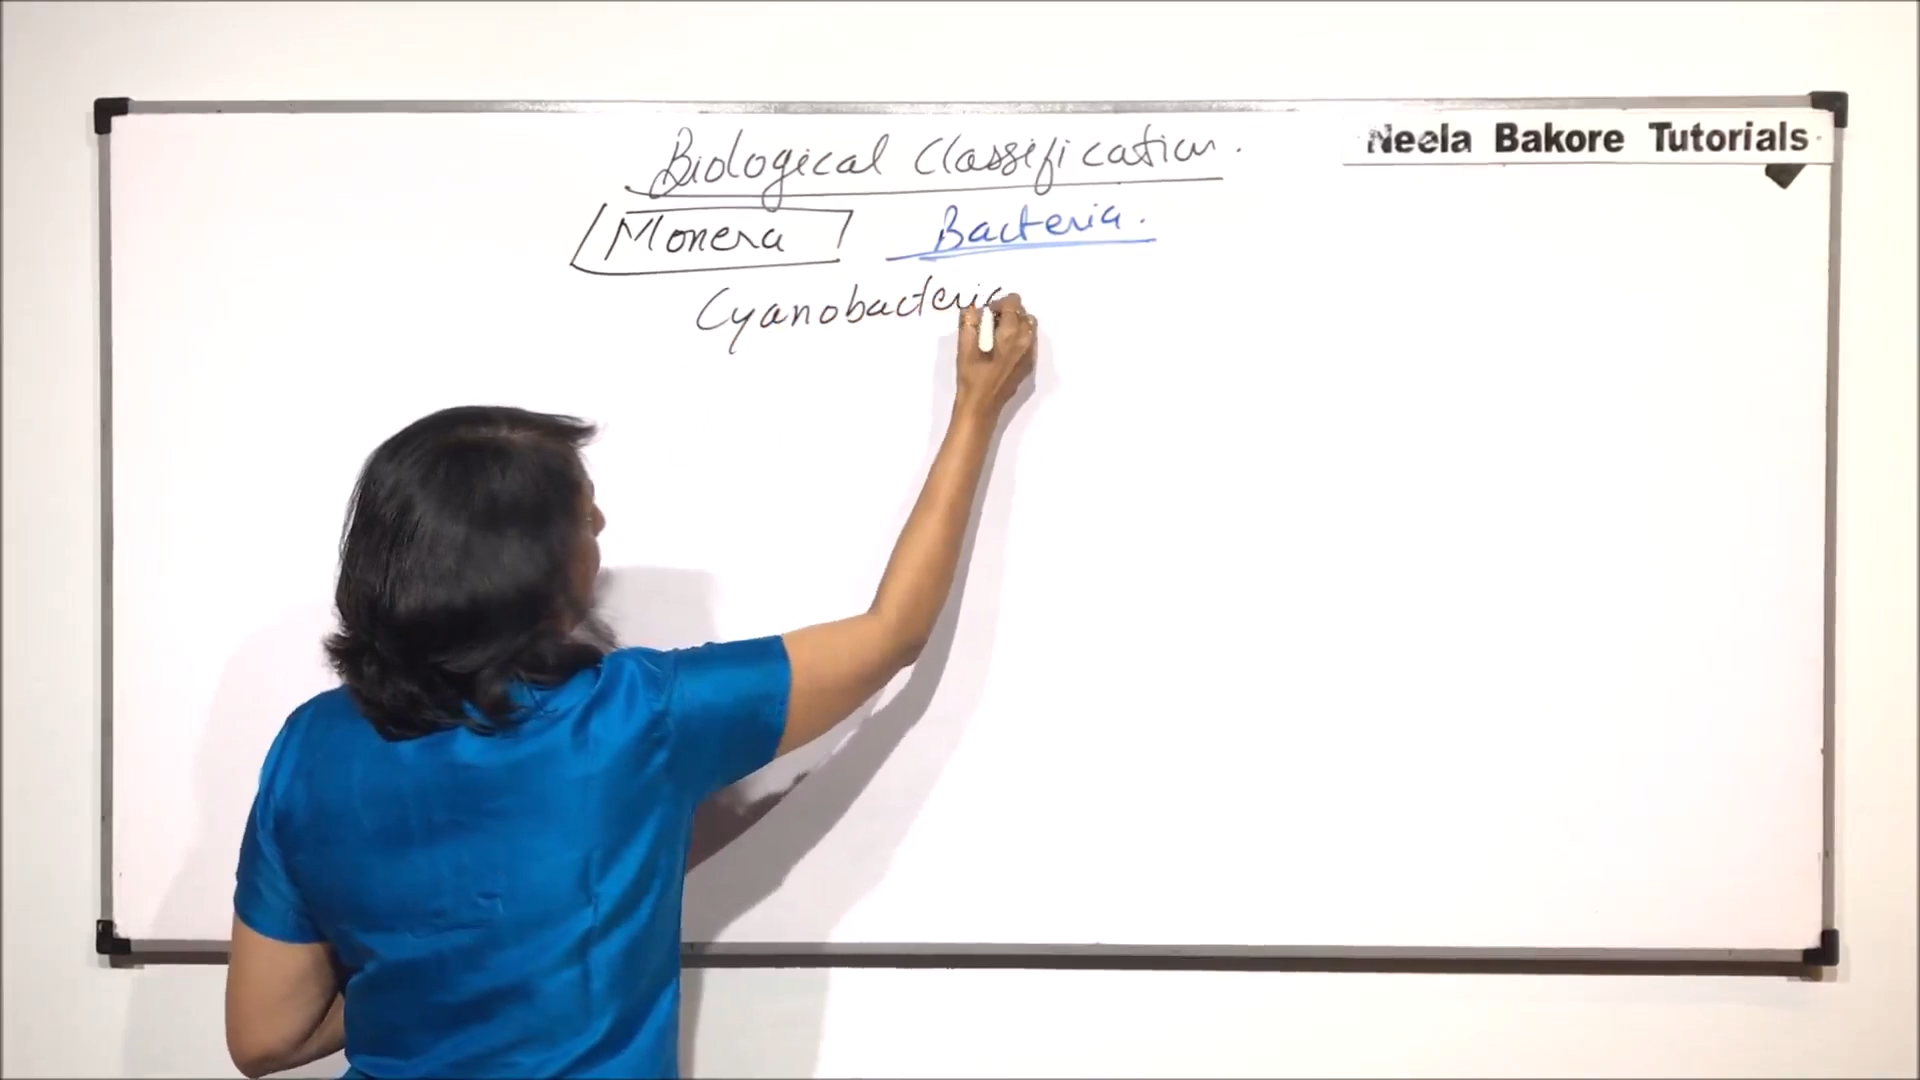 Neela Bakore Tutorials
Biological Classification.
Monera Bacteria.
Cyanobacteria